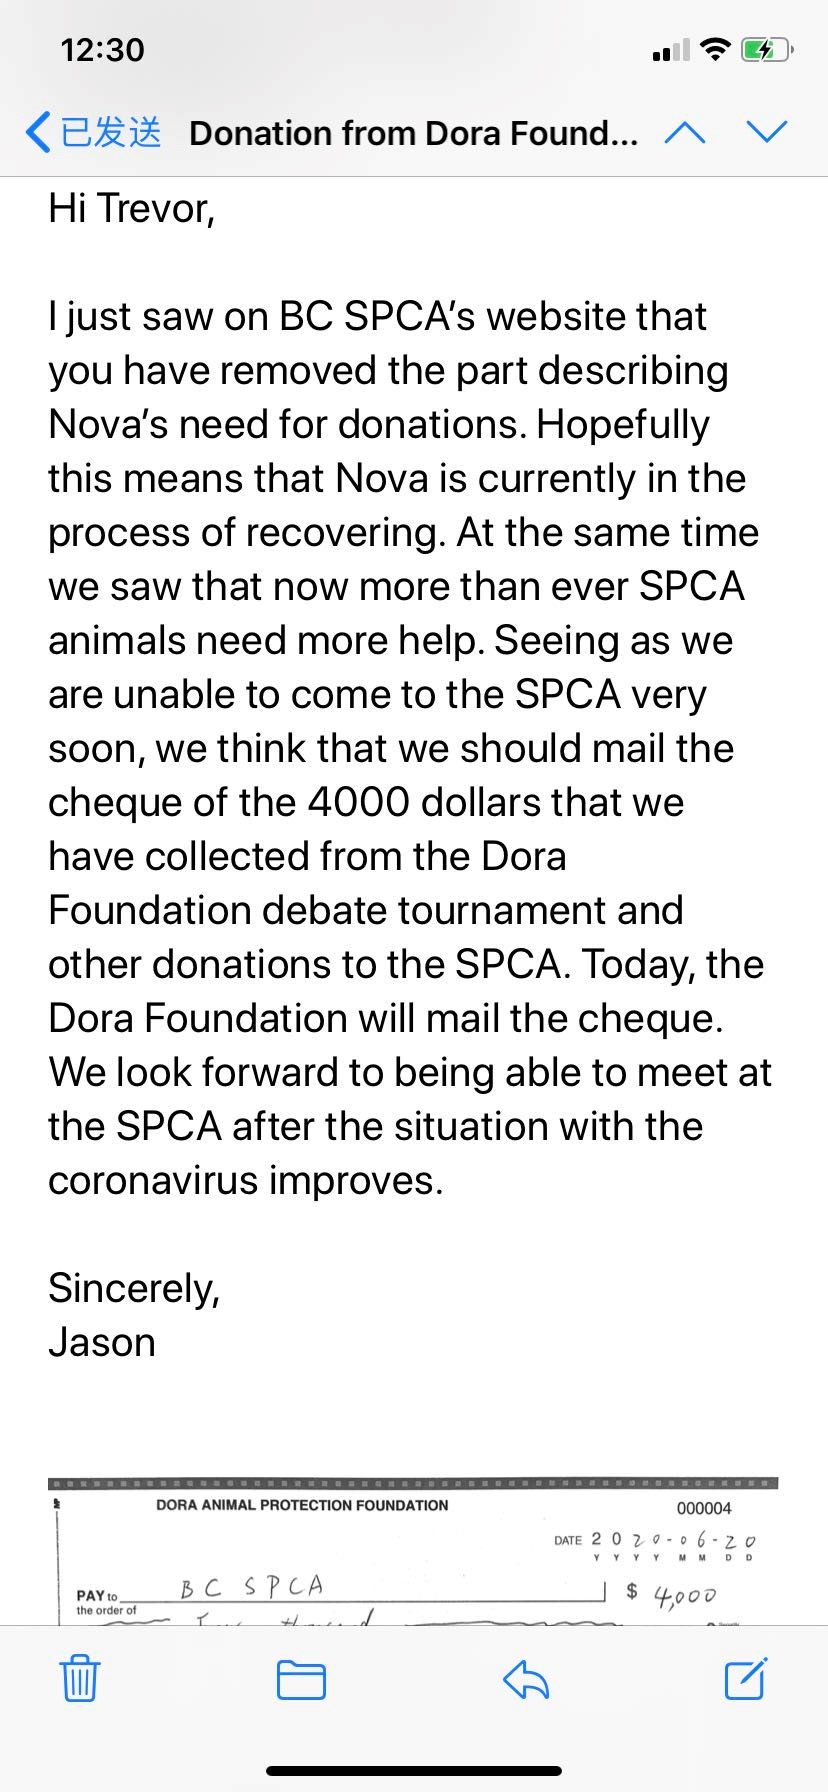 12:30
已发送 Donation from Dora Found...
Hi Trevor,
I just saw on BC SPCA's website that
you have removed the part describing
Nova's need for donations. Hopefully
this means that Nova is currently in the
process of recovering. At the same time
we saw that now more than ever SPCA
animals need more help. Seeing as we
are unable to come to the SPCA very
soon, we think that we should mail the
cheque of the 4000 dollars that we
have collected from the Dora
Foundation debate tournament and
other donations to the SPCA. Today, the
Dora Foundation will mail the cheque.
We look forward to being able to meet at
the SPCA after the situation with the
coronavirus improves.
Sincerely,
Jason
DORA ANIMAL PROTECTION FOUNDATION 000004
DATE 2020-06-20
Y Y Y Y M M D D
PAY to BC SPCA $ 4,000
the order of